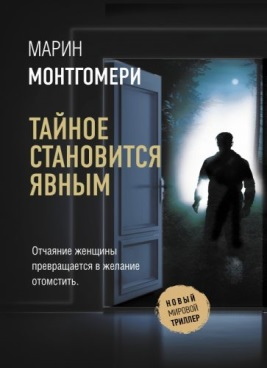 МАРИН
МОНТГОМЕРИ
ТАЙНОЕ
СТАНОВИТСЯ
ЯВНЫМ
Отчаяние женщины
превращается в желание
отомстить.
НОВЫЙ
МИРОВОЙ
ТРИЛЛЕР